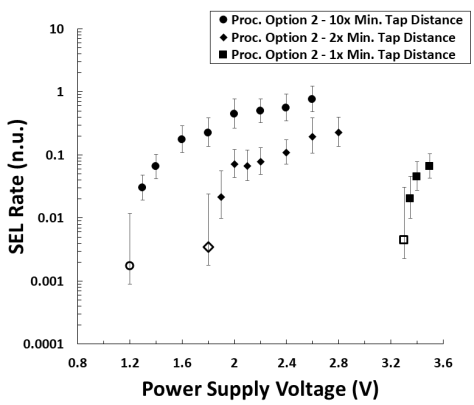 Proc. Option 2 - 10x Min. Tap Distance
Proc. Option 2 - 2x Min. Tap Distance
Proc. Option 2 - 1x Min. Tap Distance
10
1
0.1
0.01
0.001
0.0001
SEL Rate (n.u.)
0.8 1.2 1.6 2 2.4 2.8 3.2 3.6
Power Supply Voltage (V)